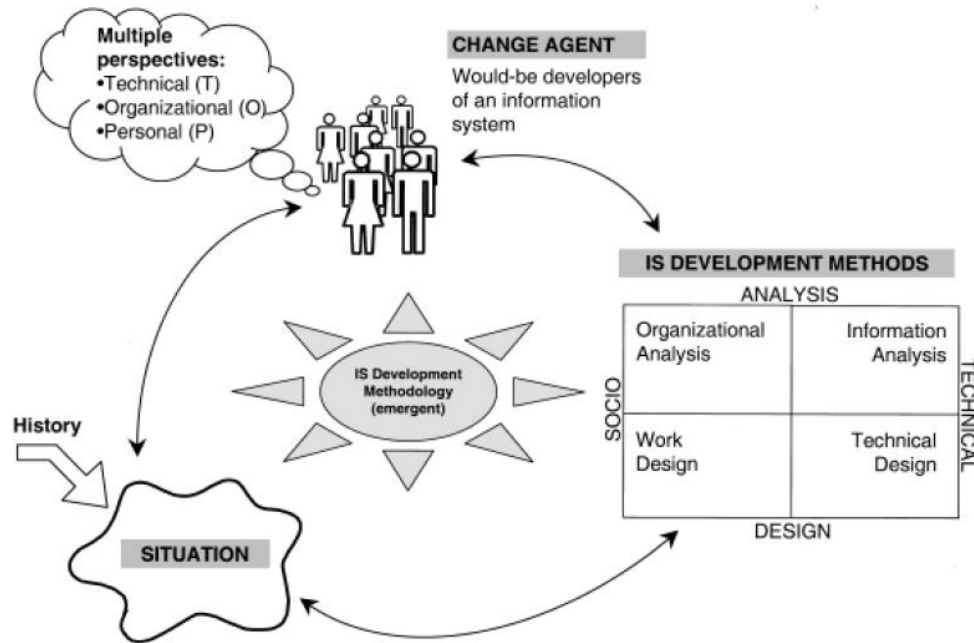 Multiple
perspectives:
•Technical (T)
•Organizational (O)
•Personal (P)
CHANGE AGENT
Would-be developers
of an information
system
IS DEVELOPMENT METHODS
ANALYSIS
Organizational
Analysis
Information
Analysis
SOCIO
TECHNICAL
Work
Design
Technical
Design
DESIGN
IS Development
Methodology
(emergent)
History
SITUATION